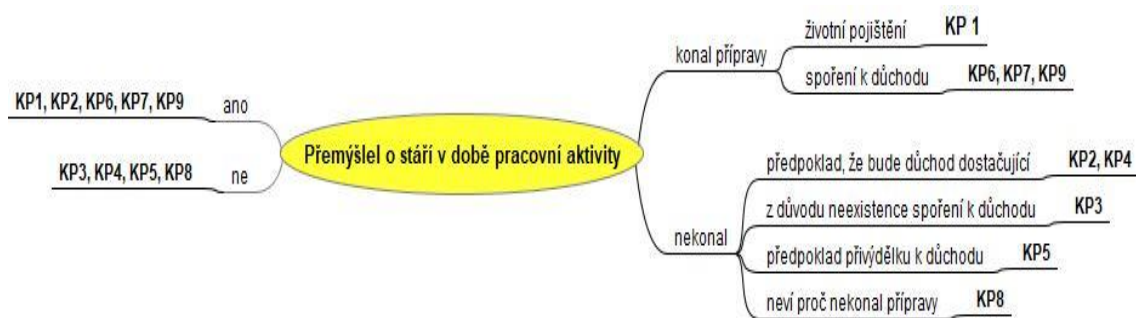 KP1, KP2, KP6, KP7, KP9 ano
KP3, KP4, KP5, KP8 ne
Přemýšlel o stáří v době pracovní aktivity
konal přípravy
životní pojištění KP 1
spoření k důchodu KP6, KP7, KP9
nekonal
předpoklad, že bude důchod dostačující KP2, KP4
z důvodu neexistence spoření k důchodu KP3
předpoklad přivýdělku k důchodu KP5
neví proč nekonal přípravy KP8